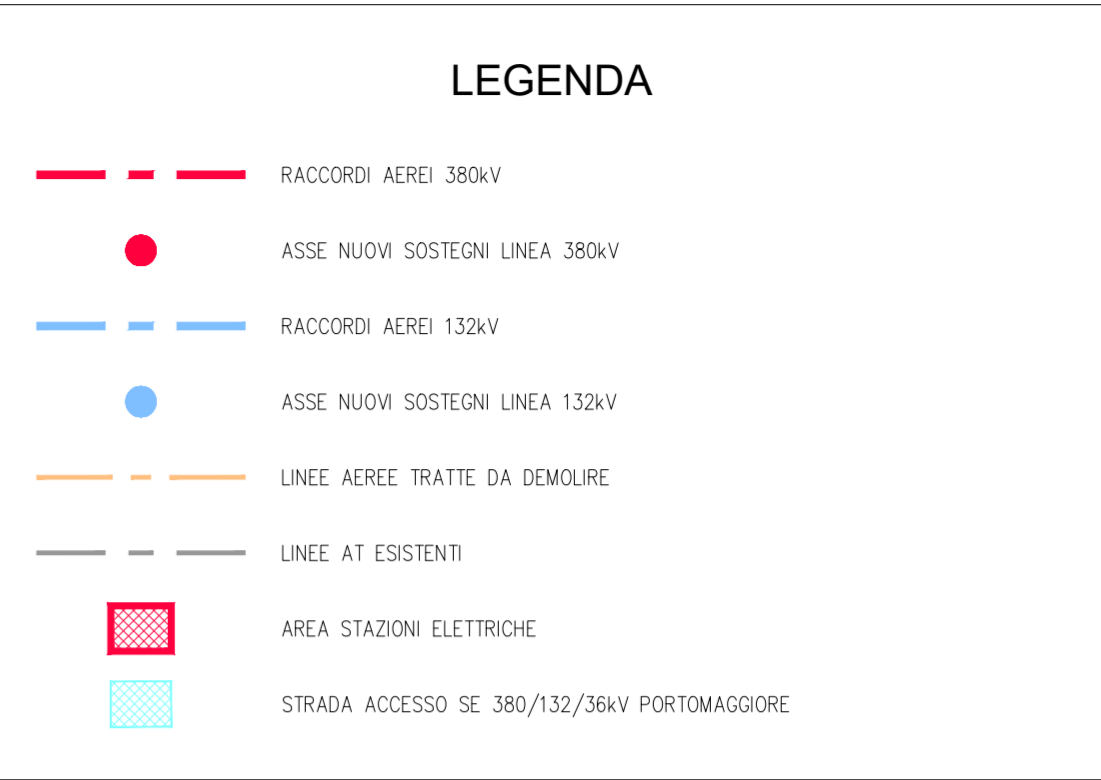 LEGENDA
RACCORDI AEREI 380kV
ASSE NUOVI SOSTEGNI LINEA 380kV
RACCORDI AEREI 132kV
ASSE NUOVI SOSTEGNI LINEA 132kV
LINEE AEREE TRATTE DA DEMOLIRE
LINEE AT ESISTENTI
AREA STAZIONI ELETTRICHE
STRADA ACCESSO SE 380/132/36kV PORTOMAGGIORE